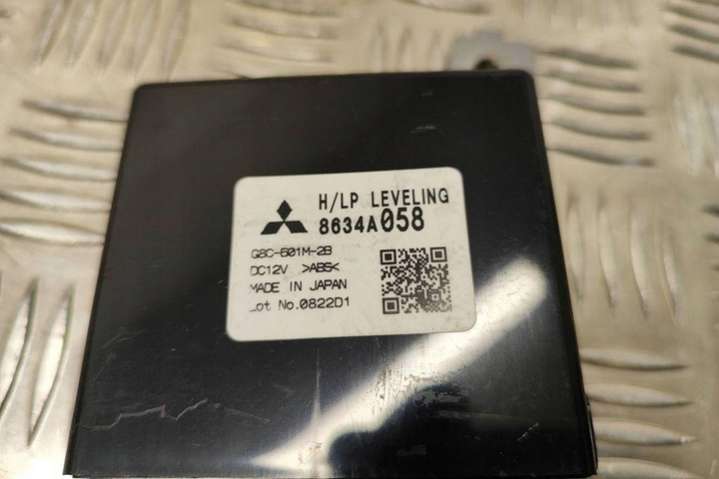 H/LP LEVELING
8634A058
G8C-601M-2B
DC12V >ABS<
MADE IN JAPAN
Lot No.0822D1